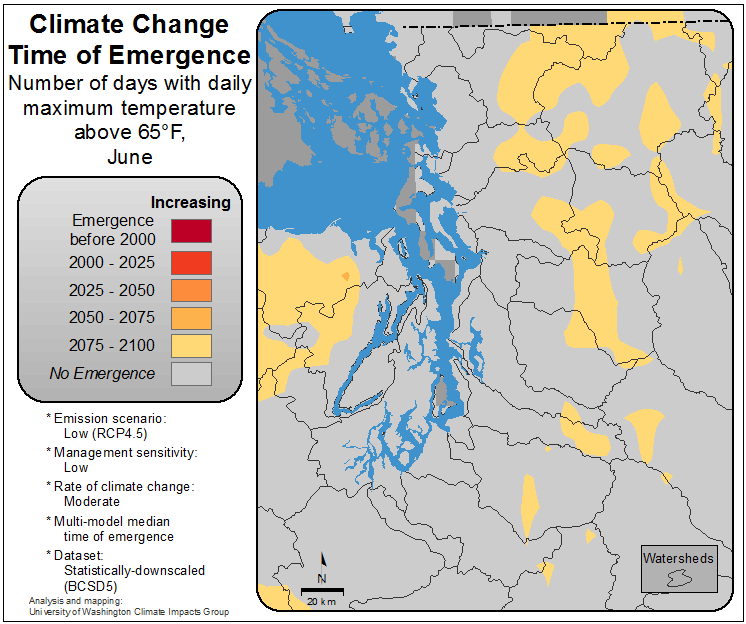 Climate Change
Time of Emergence
Number of days with daily
maximum temperature
above 65°F,
June
Increasing
Emergence
before 2000
2000 - 2025
2025 - 2050
2050 - 2075
2075 - 2100
No Emergence
* Emission scenario:
Low (RCP4.5)
* Management sensitivity:
Low
* Rate of climate change:
Moderate
* Multi-model median
time of emergence
* Dataset:
Statistically-downscaled
(BCSD5)
Analysis and mapping:
University of Washington Climate Impacts Group
N
20 km
Watersheds